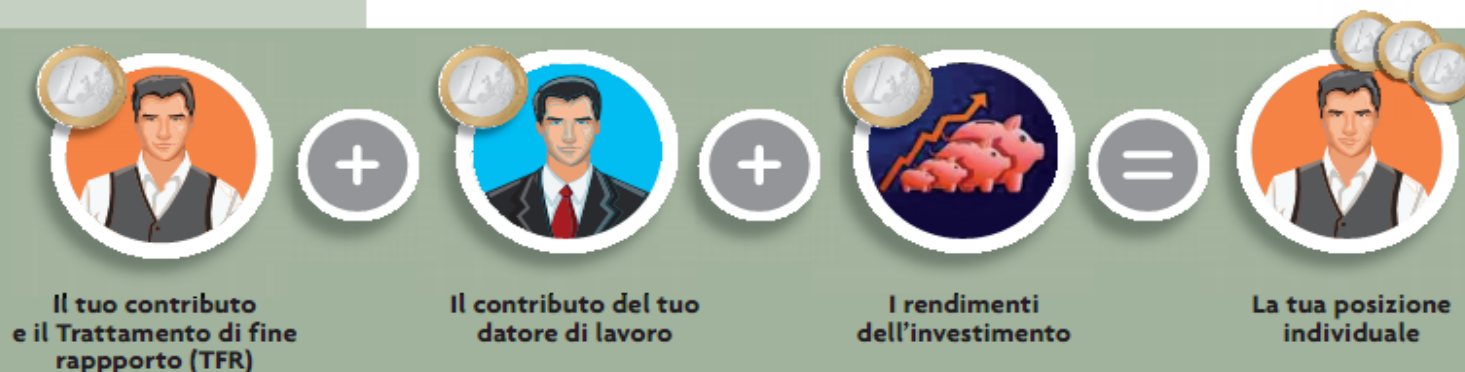 Il tuo contributo
e il Trattamento di fine
rappporto (TFR)
+
Il contributo del tuo
datore di lavoro
+
I rendimenti
dell'investimento
=
La tua posizione
individuale